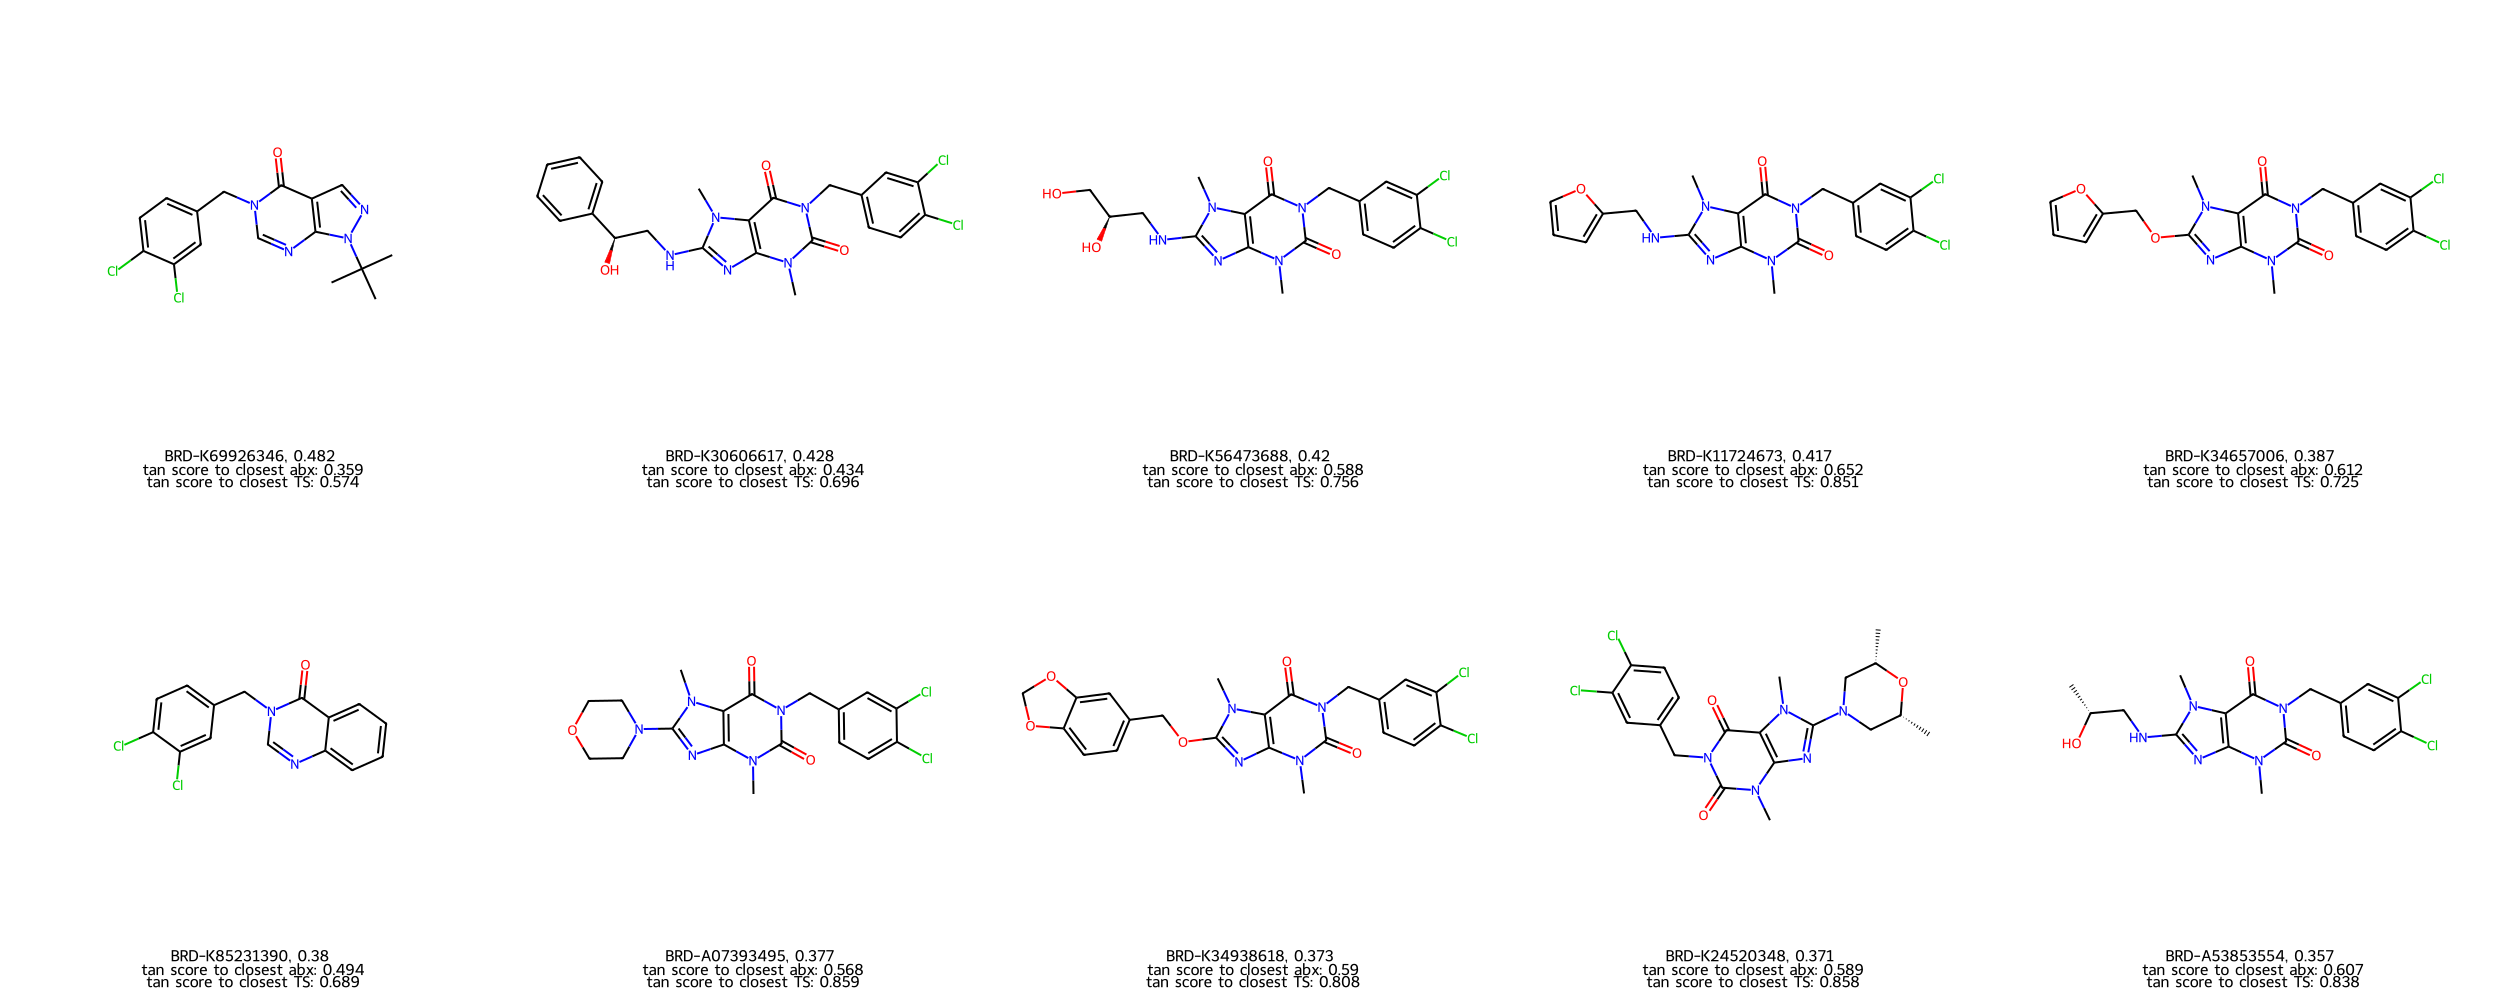 BRD-K69926346, 0.482
tan score to closest abx: 0.359
tan score to closest TS: 0.574
BRD-K30606617, 0.428
tan score to closest abx: 0.434
tan score to closest TS: 0.696
BRD-K56473688, 0.42
tan score to closest abx: 0.588
tan score to closest TS: 0.756
BRD-K11724673, 0.417
tan score to closest abx: 0.652
tan score to closest TS: 0.851
BRD-K34657006, 0.387
tan score to closest abx: 0.612
tan score to closest TS: 0.725
BRD-K85231390, 0.38
tan score to closest abx: 0.494
tan score to closest TS: 0.689
BRD-A07393495, 0.377
tan score to closest abx: 0.568
tan score to closest TS: 0.859
BRD-K34938618, 0.373
tan score to closest abx: 0.59
tan score to closest TS: 0.808
BRD-K24520348, 0.371
tan score to closest abx: 0.589
tan score to closest TS: 0.858
BRD-A53853554, 0.357
tan score to closest abx: 0.607
tan score to closest TS: 0.838